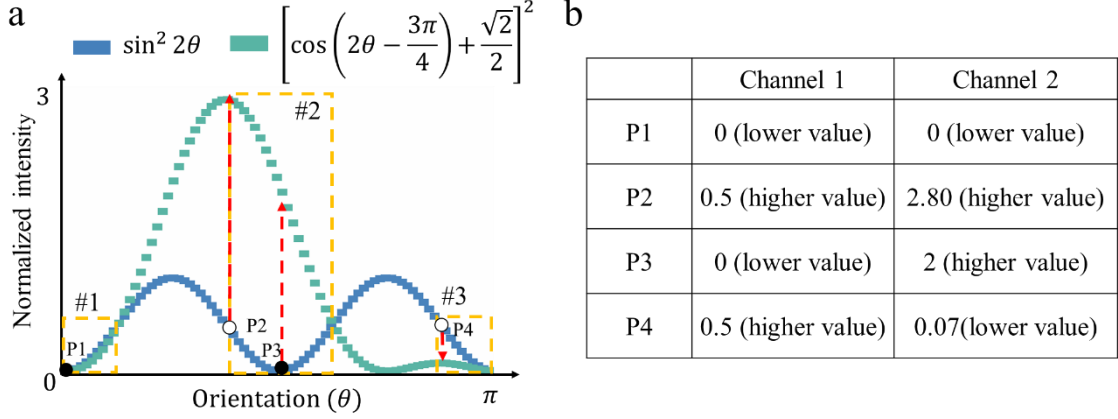 a
sin² 2θ
[cos(2θ − 3π/4) + √2/2]²
3
#2
Normalized intensity
#1
#3
P1
P2
P3
P4
0
Orientation (θ)
π
b
Channel 1 Channel 2
P1 0 (lower value) 0 (lower value)
P2 0.5 (higher value) 2.80 (higher value)
P3 0 (lower value) 2 (higher value)
P4 0.5 (higher value) 0.07(lower value)